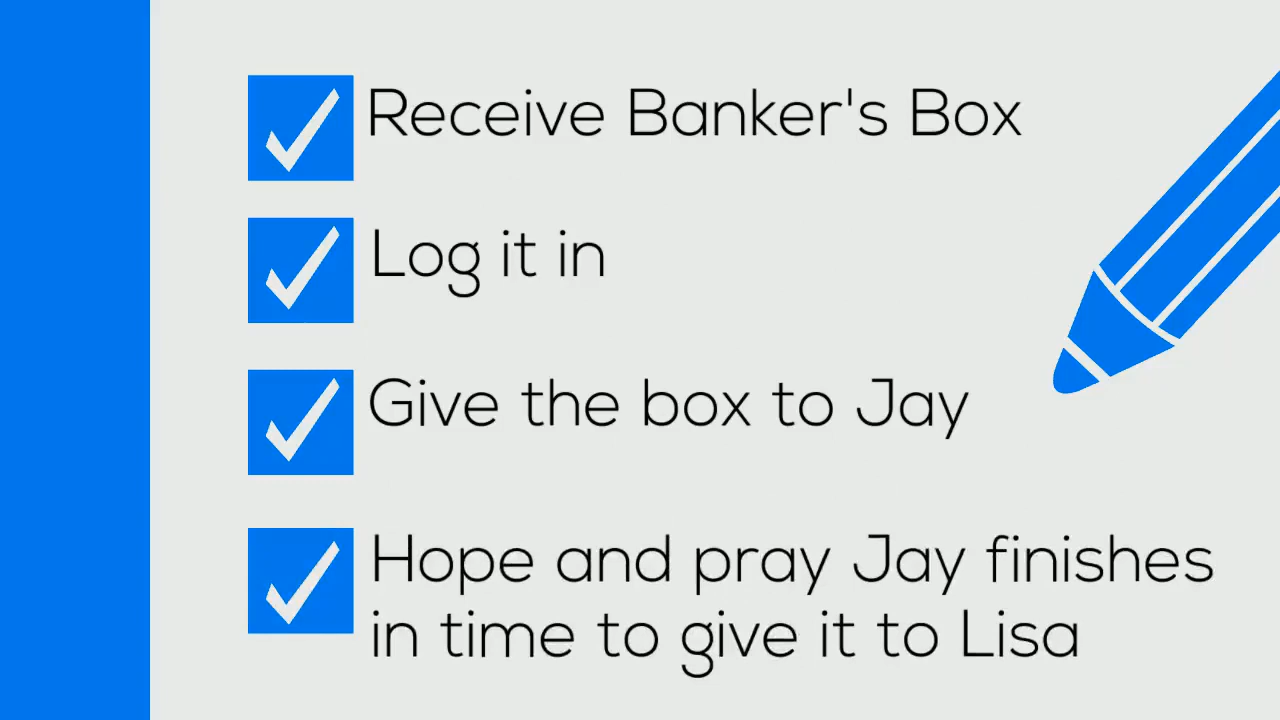 Receive Banker's Box
Log it in
Give the box to Jay
Hope and pray Jay finishes
in time to give it to Lisa